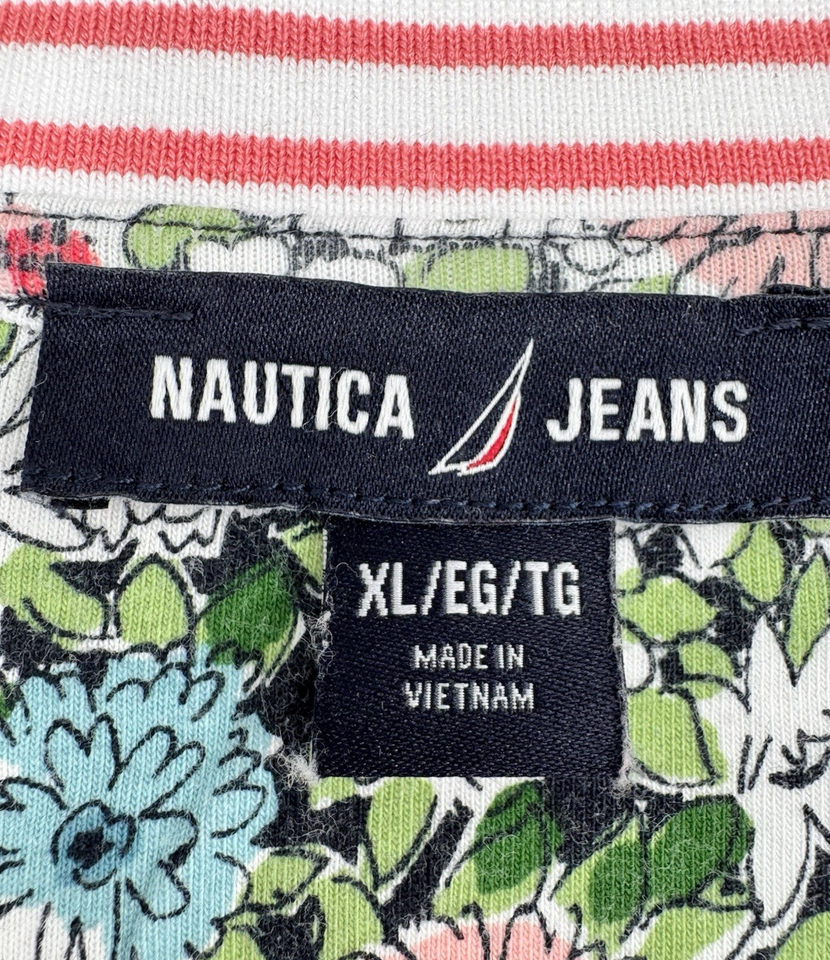 NAUTICA JEANS
XL/EG/TG
MADE IN
VIETNAM